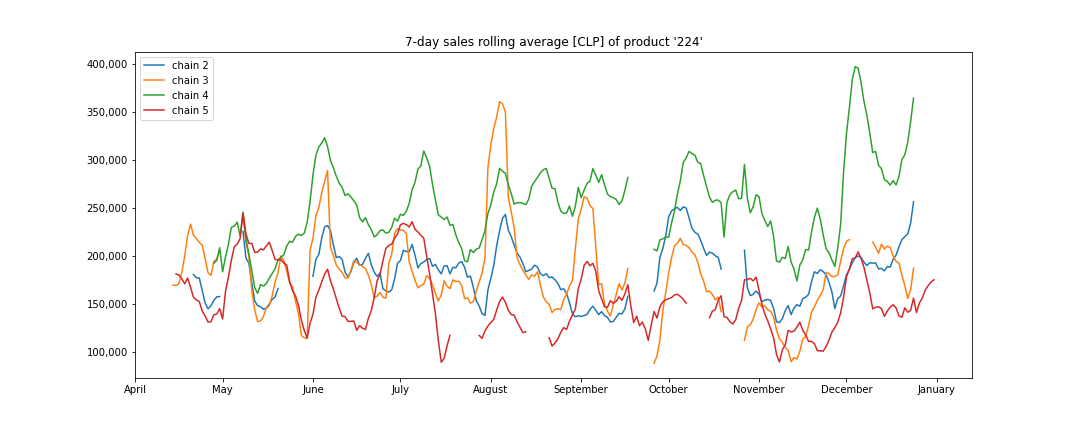 7-day sales rolling average [CLP] of product '224'
chain 2
chain 3
chain 4
chain 5
400,000
350,000
300,000
250,000
200,000
150,000
100,000
April May June July August September October November December January